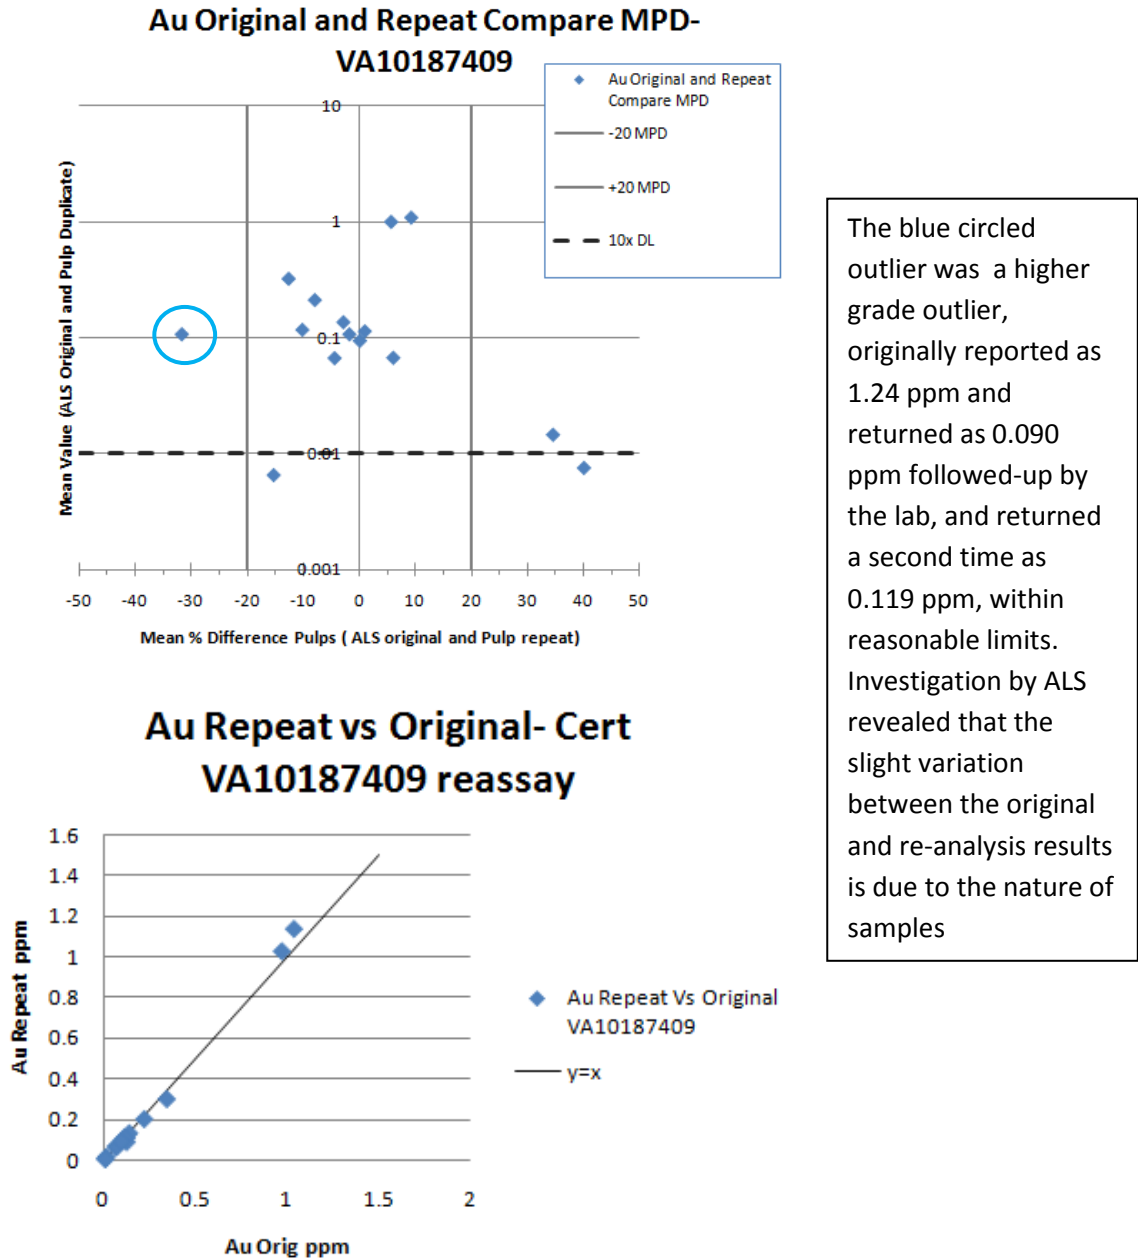 Au Original and Repeat Compare MPD-
VA10187409
Au Original and Repeat
Compare MPD
-20 MPD
+20 MPD
10x DL
Mean Value (ALS Original and Pulp Duplicate)
10
1
0.1
0.01
0.001
-50 -40 -30 -20 -10 0 10 20 30 40 50
Mean % Difference Pulps ( ALS original and Pulp repeat)
The blue circled
outlier was a higher
grade outlier,
originally reported as
1.24 ppm and
returned as 0.090
ppm followed-up by
the lab, and returned
a second time as
0.119 ppm, within
reasonable limits.
Investigation by ALS
revealed that the
slight variation
between the original
and re-analysis results
is due to the nature of
samples
Au Repeat vs Original- Cert
VA10187409 reassay
Au Repeat ppm
1.6
1.4
1.2
1
0.8
0.6
0.4
0.2
0
0 0.5 1 1.5 2
Au Orig ppm
Au Repeat Vs Original
VA10187409
y=x